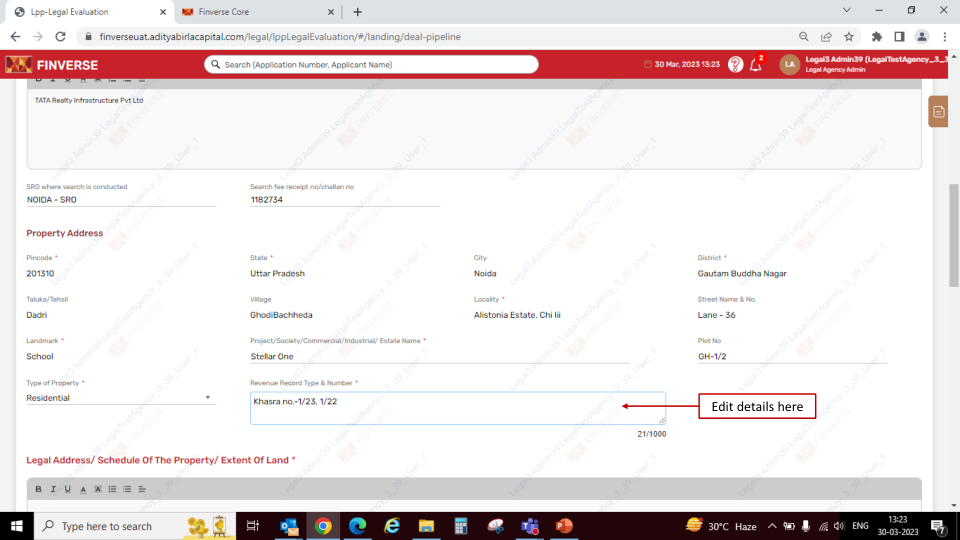 Lpp-Legal Evaluation
Finverse Core
finverseuat.adityabirlacapital.com/legal/lppLegalEvaluation/#/landing/deal-pipeline
FINVERSE
Search (Application Number, Applicant Name)
30 Mar, 2023 13:23
2
LA
Legal3 Admin39 (LegalTestAgency_3_3
Legal Agency Admin
TATA Realty Infrastructure Pvt Ltd
SRO where search is conducted
Search fee receipt no/challan no
NOIDA - SRO
1182734
Property Address
Pincode *
State *
City
District *
201310
Uttar Pradesh
Noida
Gautam Buddha Nagar
Taluka/Tehsil
Village
Locality *
Street Name & No.
Dadri
GhodiBachheda
Alistonia Estate, Chi Iii
Lane - 36
Landmark *
Project/Society/Commercial/Industrial/ Estate Name *
Plot No
School
Stellar One
GH-1/2
Type of Property *
Revenue Record Type & Number *
Residential
Khasra no.-1/23, 1/22
Edit details here
21/1000
Legal Address/ Schedule Of The Property/ Extent Of Land *
B I U A
Type here to search
30°C Haze
ENG
13:23
30-03-2023
7